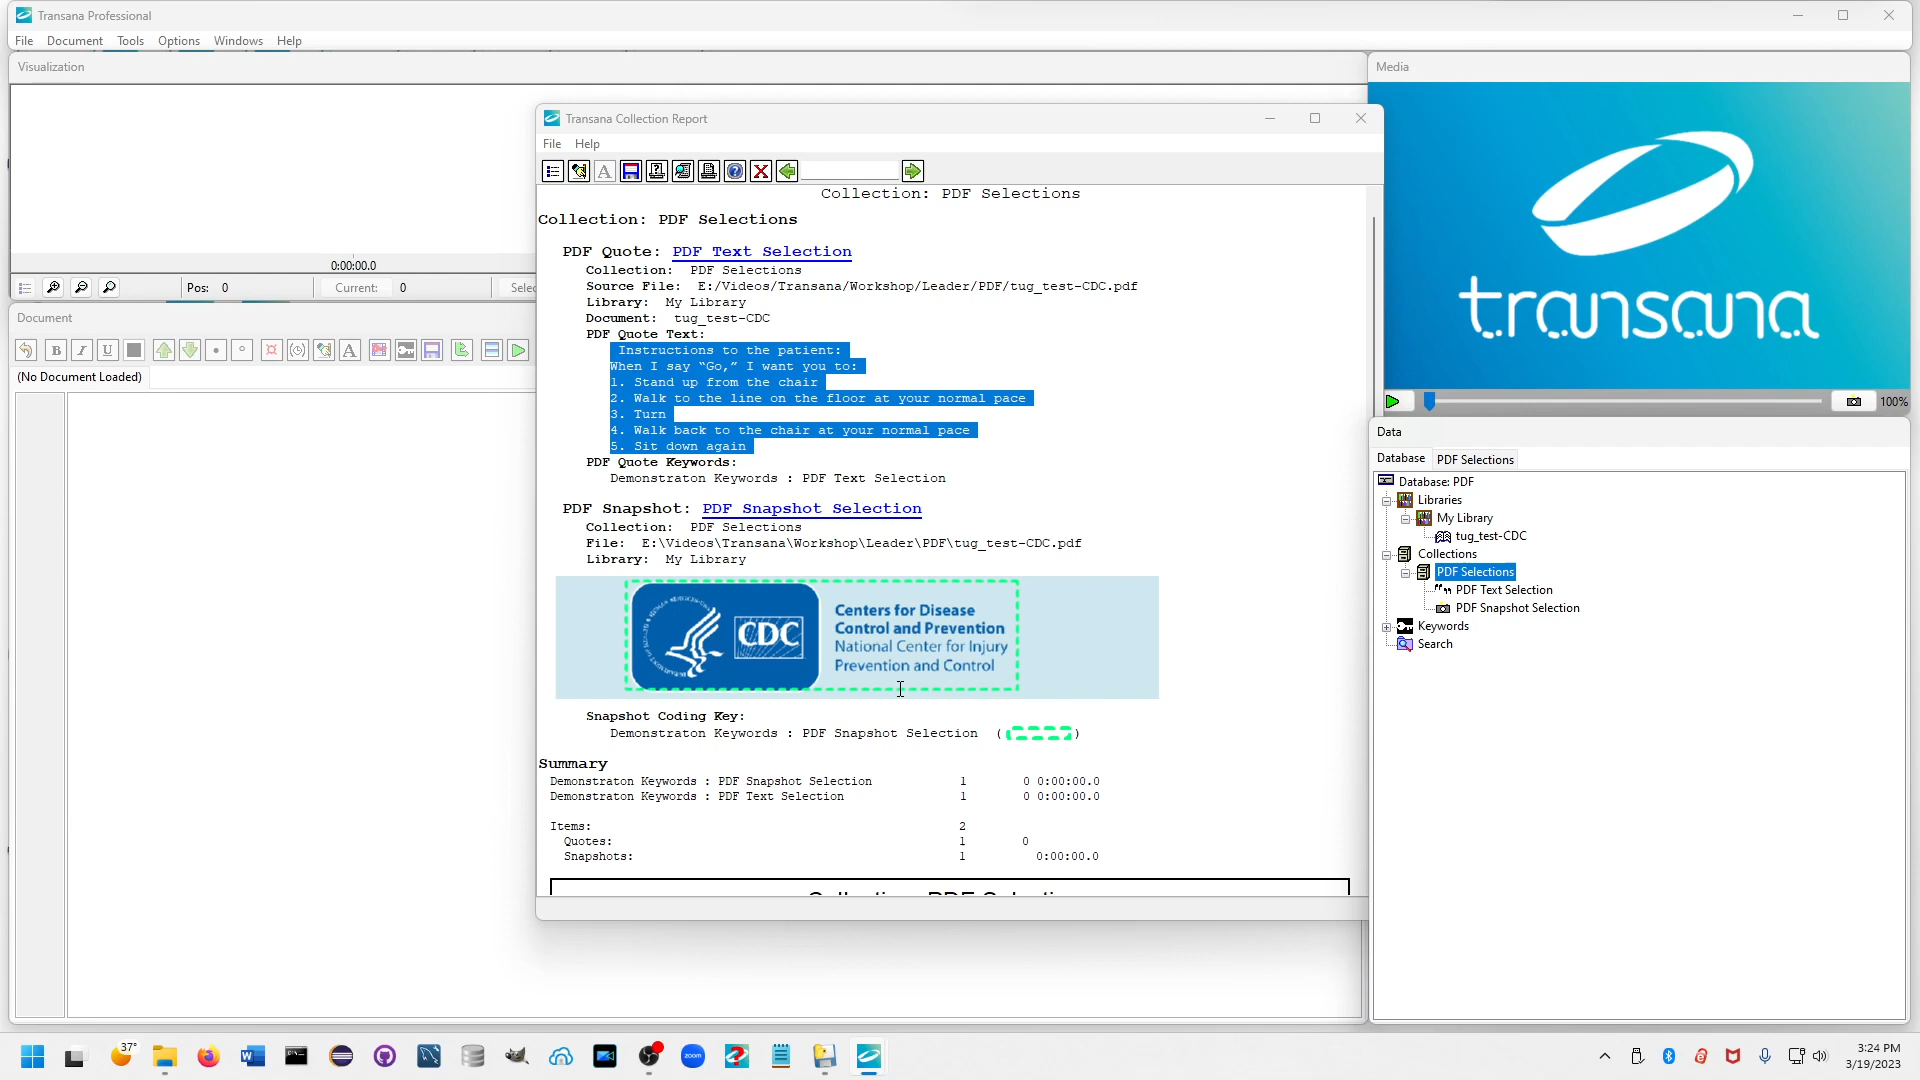 Transana Professional
File Document Tools Options Windows Help
Visualization
0:00:00.0
Pos: 0 Current: 0
Document
B I U
A
(No Document Loaded)
Transana Collection Report
File Help
A
Collection: PDF Selections
Collection: PDF Selections
PDF Quote: PDF Text Selection
Collection: PDF Selections
Source File: E:/Videos/Transana/Workshop/Leader/PDF/tug_test-CDC.pdf
Library: My Library
Document: tug_test-CDC
PDF Quote Text:
Instructions to the patient:
When I say “Go,” I want you to:
1. Stand up from the chair
2. Walk to the line on the floor at your normal pace
3. Turn
4. Walk back to the chair at your normal pace
5. Sit down again
PDF Quote Keywords:
Demonstraton Keywords : PDF Text Selection
PDF Snapshot: PDF Snapshot Selection
Collection: PDF Selections
File: E:\Videos\Transana\Workshop\Leader\PDF\tug_test-CDC.pdf
Library: My Library
CDC
Centers for Disease
Control and Prevention
National Center for Injury
Prevention and Control
Snapshot Coding Key:
Demonstraton Keywords : PDF Snapshot Selection ( )
Summary
Demonstraton Keywords : PDF Snapshot Selection 1 0 0:00:00.0
Demonstraton Keywords : PDF Text Selection 1 0 0:00:00.0
Items: 2
Quotes: 1 0
Snapshots: 1 0:00:00.0
Media
transana
100%
Data
Database PDF Selections
Database: PDF
Libraries
My Library
tug_test-CDC
Collections
PDF Selections
PDF Text Selection
PDF Snapshot Selection
Keywords
Search
37°
zoom
3:24 PM
3/19/2023